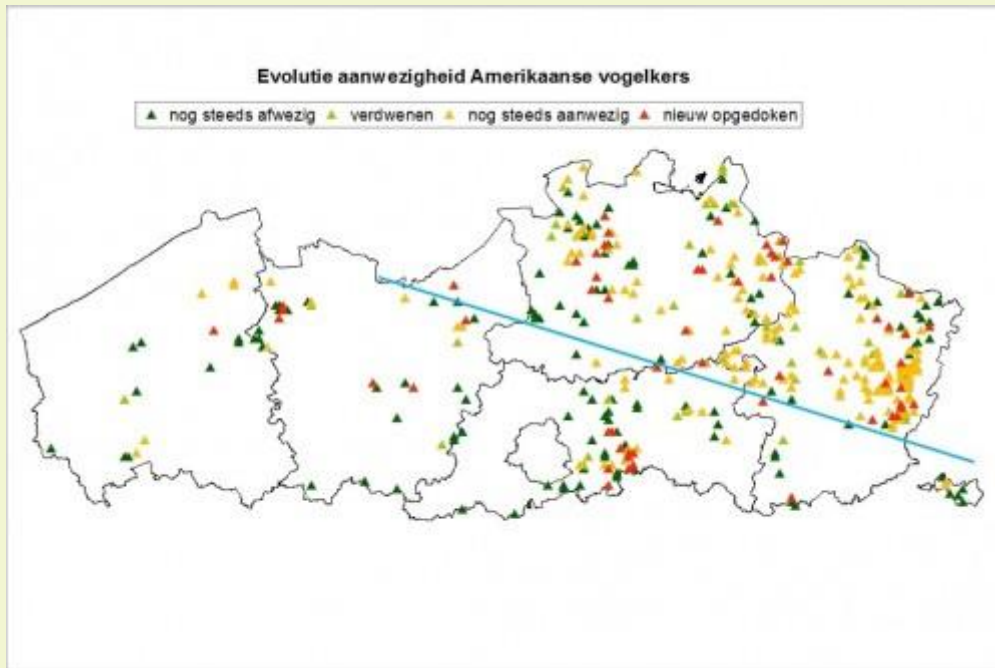 Evolutie aanwezigheid Amerikaanse vogelkers
nog steeds afwezig verdwenen nog steeds aanwezig nieuw opgedoken